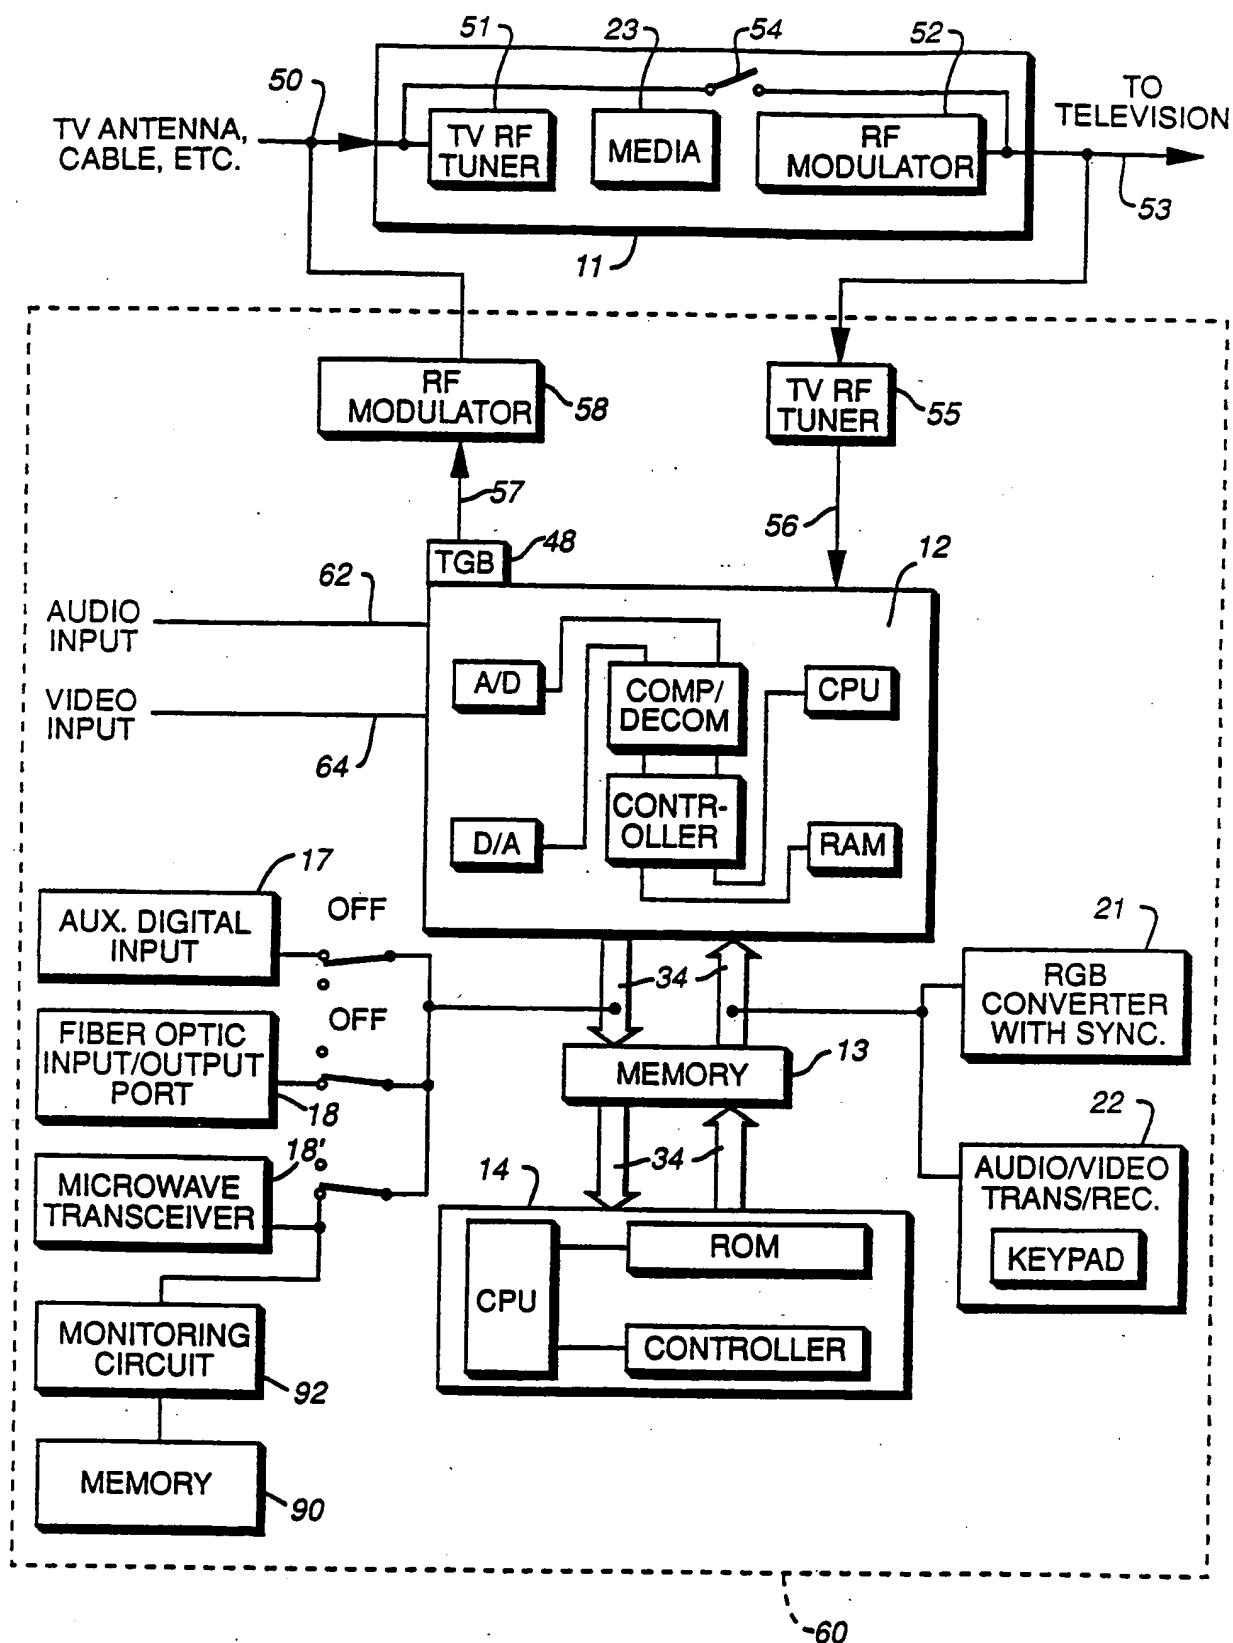 51
23
54
52
50
TO
TELEVISION
TV ANTENNA,
CABLE, ETC.
TV RF
TUNER
MEDIA
RF
MODULATOR
53
11
RF
MODULATOR
58
TV RF
TUNER
55
57
56
TGB
48
12
62
AUDIO
INPUT
A/D
COMP/
DECOM
CPU
VIDEO
INPUT
64
CONTR-
OLLER
D/A
RAM
17
OFF
AUX. DIGITAL
INPUT
21
34
RGB
CONVERTER
WITH SYNC.
OFF
FIBER OPTIC
INPUT/OUTPUT
PORT
18
MEMORY
13
22
18'
34
14
AUDIO/VIDEO
TRANS/REC.
MICROWAVE
TRANSCEIVER
KEYPAD
ROM
CPU
CONTROLLER
MONITORING
CIRCUIT
92
MEMORY
90
60